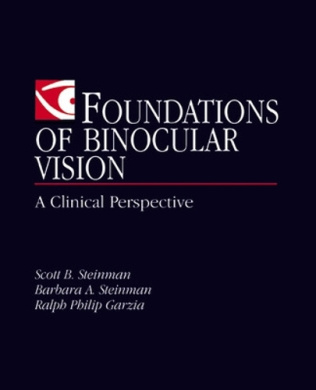 FOUNDATIONS
OF BINOCULAR
VISION
A Clinical Perspective
Scott B. Steinman
Barbara A. Steinman
Ralph Philip Garzia